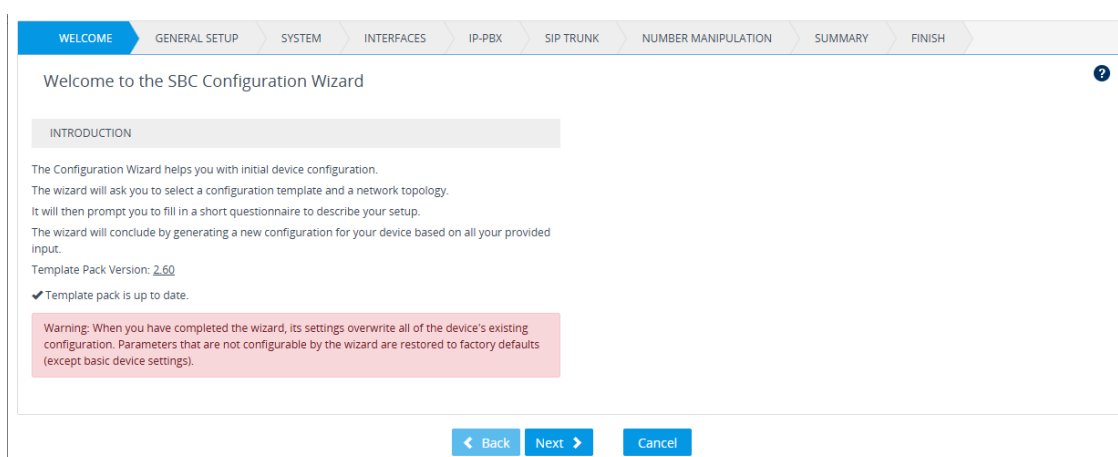 WELCOME GENERAL SETUP SYSTEM INTERFACES IP-PBX SIP TRUNK NUMBER MANIPULATION SUMMARY FINISH
Welcome to the SBC Configuration Wizard
?
INTRODUCTION
The Configuration Wizard helps you with initial device configuration.
The wizard will ask you to select a configuration template and a network topology.
It will then prompt you to fill in a short questionnaire to describe your setup.
The wizard will conclude by generating a new configuration for your device based on all your provided
input.
Template Pack Version: 2.60
Template pack is up to date.
Warning: When you have completed the wizard, its settings overwrite all of the device's existing
configuration. Parameters that are not configurable by the wizard are restored to factory defaults
(except basic device settings).
Back Next Cancel